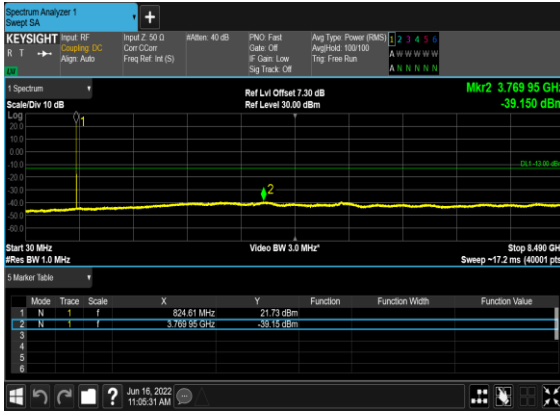 Spectrum Analyzer 1
Swept SA
KEYSIGHT
R T
LV
Input: RF
Coupling: DC
Align: Auto
Input Z: 50 Ω
Corr CCorr
Freq Ref: Int (S)
#Atten: 40 dB
PNO: Fast
Gate: Off
IF Gain: Low
Sig Track: Off
Avg Type: Power (RMS)
Avg|Hold: 100/100
Trig: Free Run
1 2 3 4 5 6
A W W W W W
A N N N N N
1 Spectrum
Scale/Div 10 dB
Ref Lvl Offset 7.30 dB
Ref Level 30.00 dBm
Mkr2 3.769 95 GHz
-39.150 dBm
Log
20.0
10.0
0.00
-10.0
-20.0
-30.0
-40.0
-50.0
-60.0
1
2
DL1 -13.00 dBm
Start 30 MHz
#Res BW 1.0 MHz
Video BW 3.0 MHz*
Stop 8.490 GH
Sweep ~17.2 ms (40001 pts
5 Marker Table
Mode Trace Scale X Y Function Function Width Function Value
1 N 1 f 824.61 MHz 21.73 dBm
2 N 1 f 3.769 95 GHz -39.15 dBm
3
4
5
6
?
Jun 16, 2022
11:05:31 AM